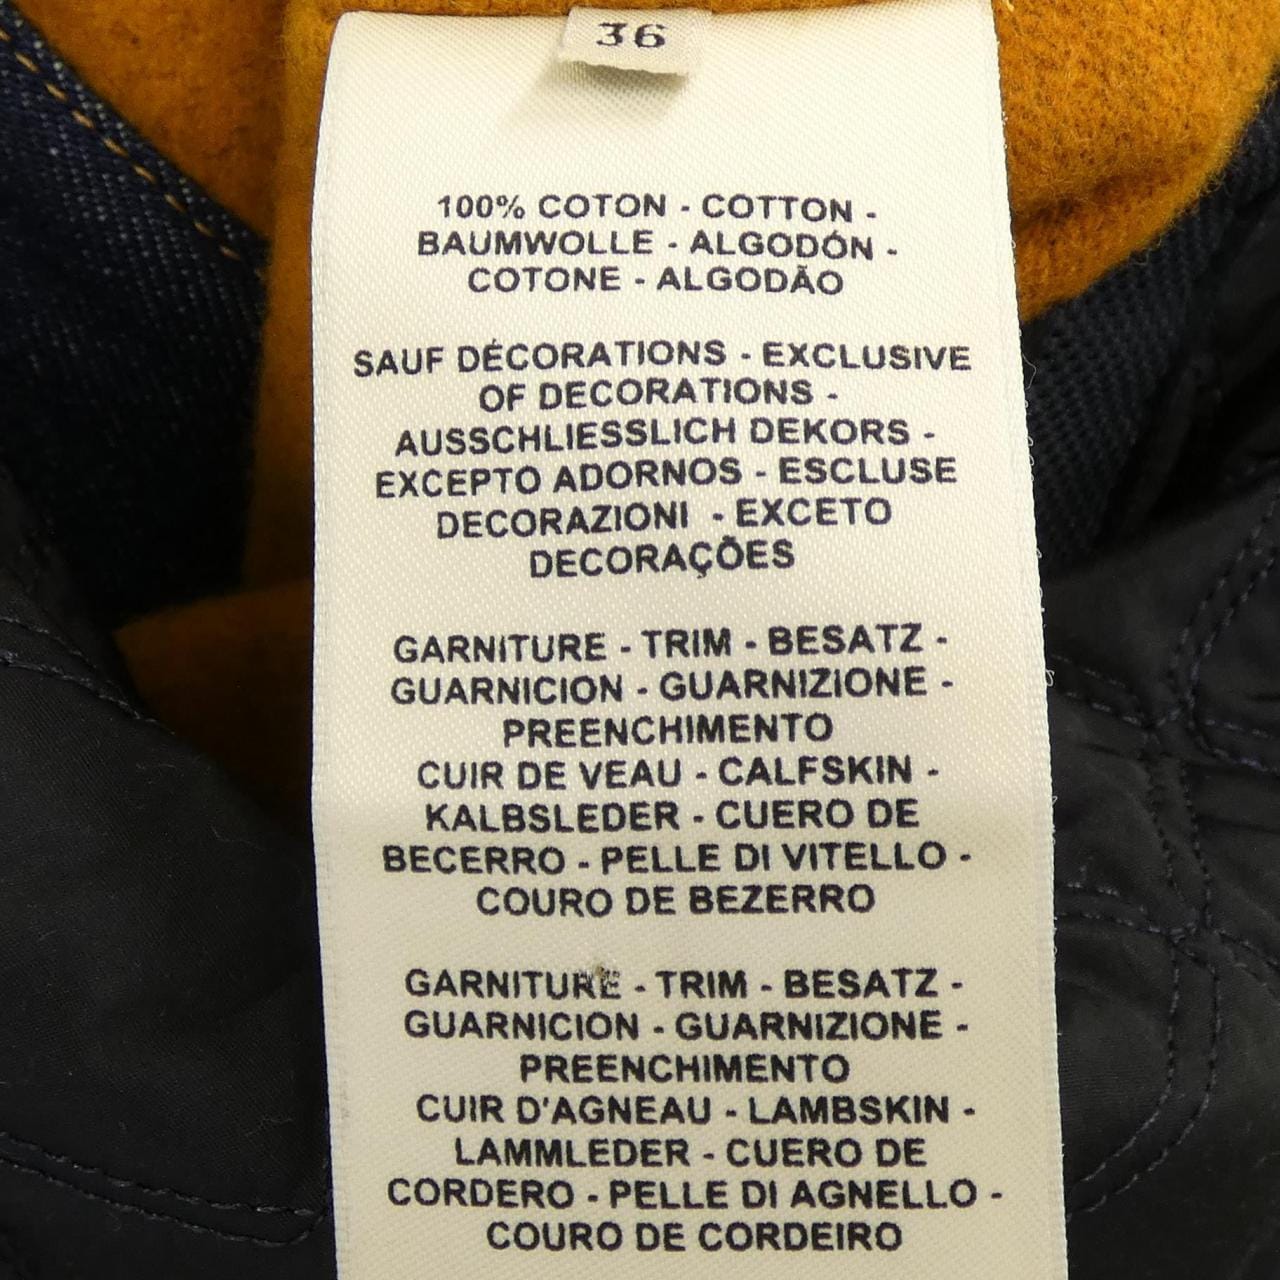 36
100% COTON - COTTON -
BAUMWOLLE - ALGODÓN -
COTONE - ALGODÃO
SAUF DÉCORATIONS - EXCLUSIVE
OF DECORATIONS -
AUSSCHLIESSLICH DEKORS -
EXCEPTO ADORNOS - ESCLUSE
DECORAZIONI - EXCETO
DECORAÇÕES
GARNITURE - TRIM - BESATZ -
GUARNICION - GUARNIZIONE -
PREENCHIMENTO
CUIR DE VEAU - CALFSKIN -
KALBSLEDER - CUERO DE
BECERRO - PELLE DI VITELLO -
COURO DE BEZERRO
GARNITURE - TRIM - BESATZ -
GUARNICION - GUARNIZIONE -
PREENCHIMENTO
CUIR D'AGNEAU - LAMBSKIN -
LAMMLEDER - CUERO DE
CORDERO - PELLE DI AGNELLO -
COURO DE CORDEIRO